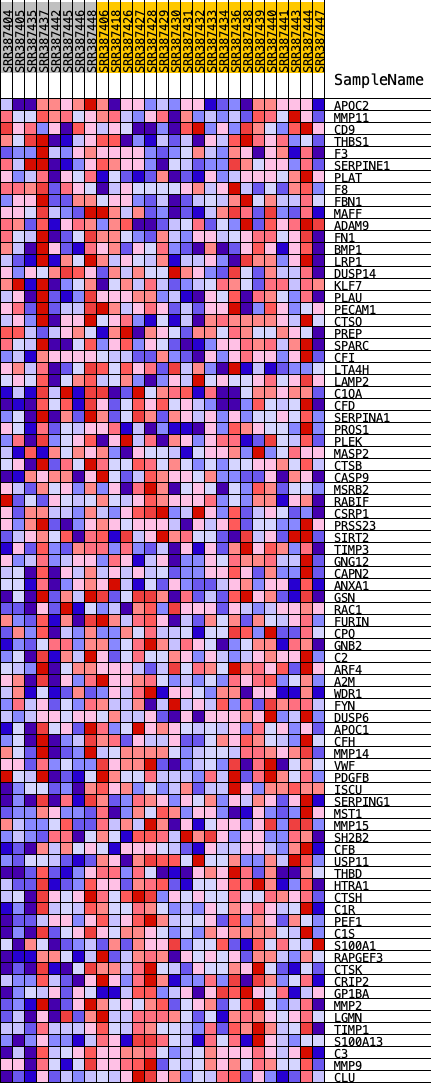 SRR387404
SRR387405
SRR387435
SRR387437
SRR387442
SRR387445
SRR387446
SRR387448
SRR387406
SRR387418
SRR387426
SRR387427
SRR387428
SRR387429
SRR387430
SRR387431
SRR387432
SRR387433
SRR387434
SRR387436
SRR387438
SRR387439
SRR387440
SRR387441
SRR387443
SRR387444
SRR387447
SampleName
APOC2
MMP11
CD9
THBS1
F3
SERPINE1
PLAT
F8
FBN1
MAFF
ADAM9
FN1
BMP1
LRP1
DUSP14
KLF7
PLAU
PECAM1
CTSO
PREP
SPARC
CFI
LTA4H
LAMP2
C1QA
CFD
SERPINA1
PROS1
PLEK
MASP2
CTSB
CASP9
MSRB2
RABIF
CSRP1
PRSS23
SIRT2
TIMP3
GNG12
CAPN2
ANXA1
GSN
RAC1
FURIN
CPQ
GNB2
C2
ARF4
A2M
WDR1
FYN
DUSP6
APOC1
CFH
MMP14
VWF
PDGFB
ISCU
SERPING1
MST1
MMP15
SH2B2
CFB
USP11
THBD
HTRA1
CTSH
C1R
PEF1
C1S
S100A1
RAPGEF3
CTSK
CRIP2
GP1BA
MMP2
LGMN
TIMP1
S100A13
C3
MMP9
CLU